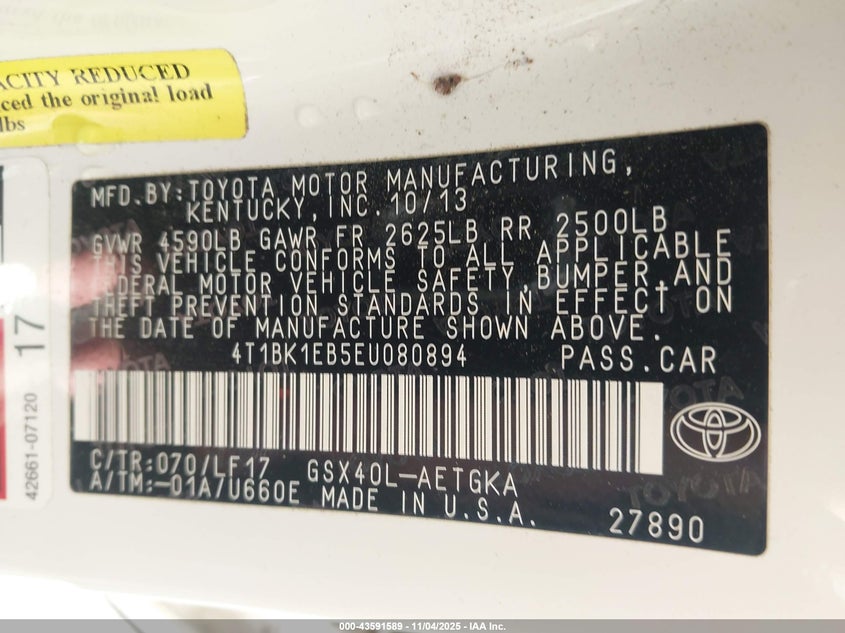 ACITY REDUCED
ced the original load
lbs
17
42661-07120
MFD.BY:TOYOTA MOTOR MANUFACTURING,
KENTUCKY,INC.10/13
GVWR 4590LB GAWR FR 2625LB RR 2500LB
THIS VEHICLE CONFORMS TO ALL APPLICABLE
FEDERAL MOTOR VEHICLE SAFETY,BUMPER,AND
THEFT PREVENTION STANDARDS IN EFFECT ON
THE DATE OF MANUFACTURE SHOWN ABOVE.
4T1BK1EB5EU080894 PASS.CAR
C/TR:070/LF17 GSX40L-AETGKA
A/TM:-01A/U660E MADE IN U.S.A.
27890
TOYOTA
000-43591589 - 11/04/2025 - IAA Inc.